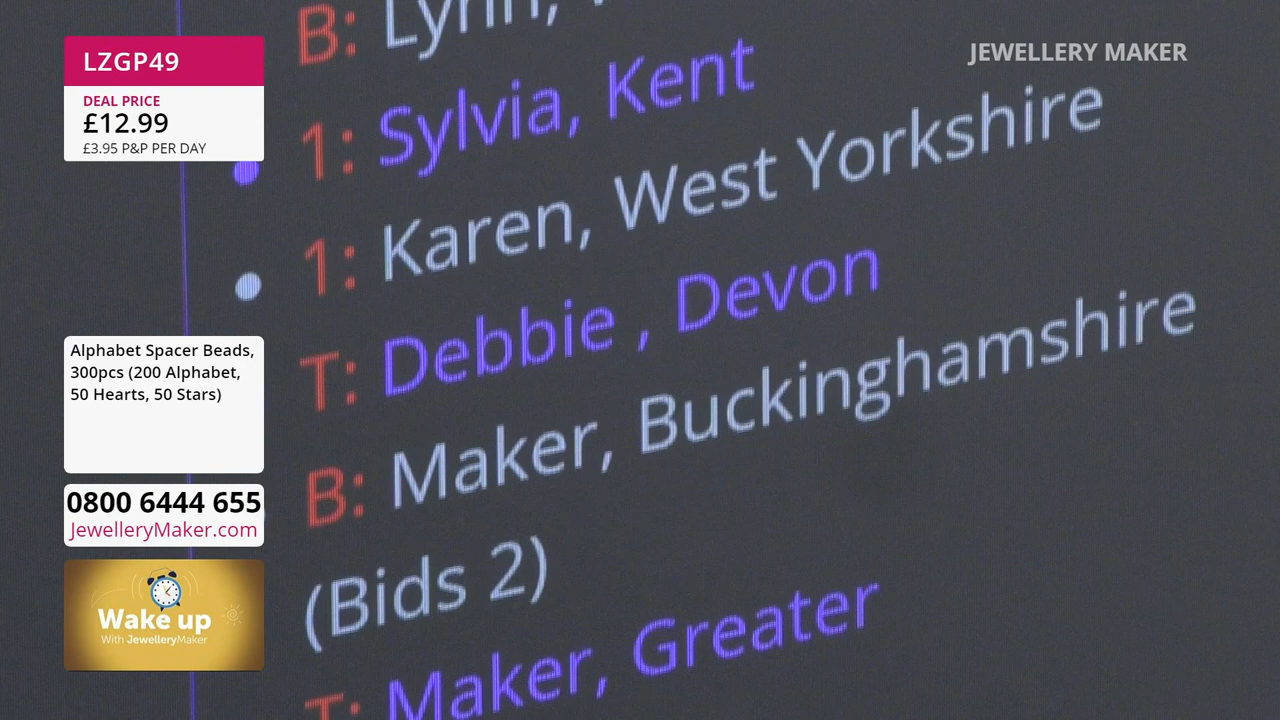 LZGP49
DEAL PRICE
£12.99
£3.95 P&P PER DAY
JEWELLERY MAKER
B: Lynn,
1: Sylvia, Kent
1: Karen, West Yorkshire
T: Debbie , Devon
B: Maker, Buckinghamshire
(Bids 2)
T: Maker, Greater
Alphabet Spacer Beads,
300pcs (200 Alphabet,
50 Hearts, 50 Stars)
0800 6444 655
JewelleryMaker.com
Wake up
With JewelleryMaker